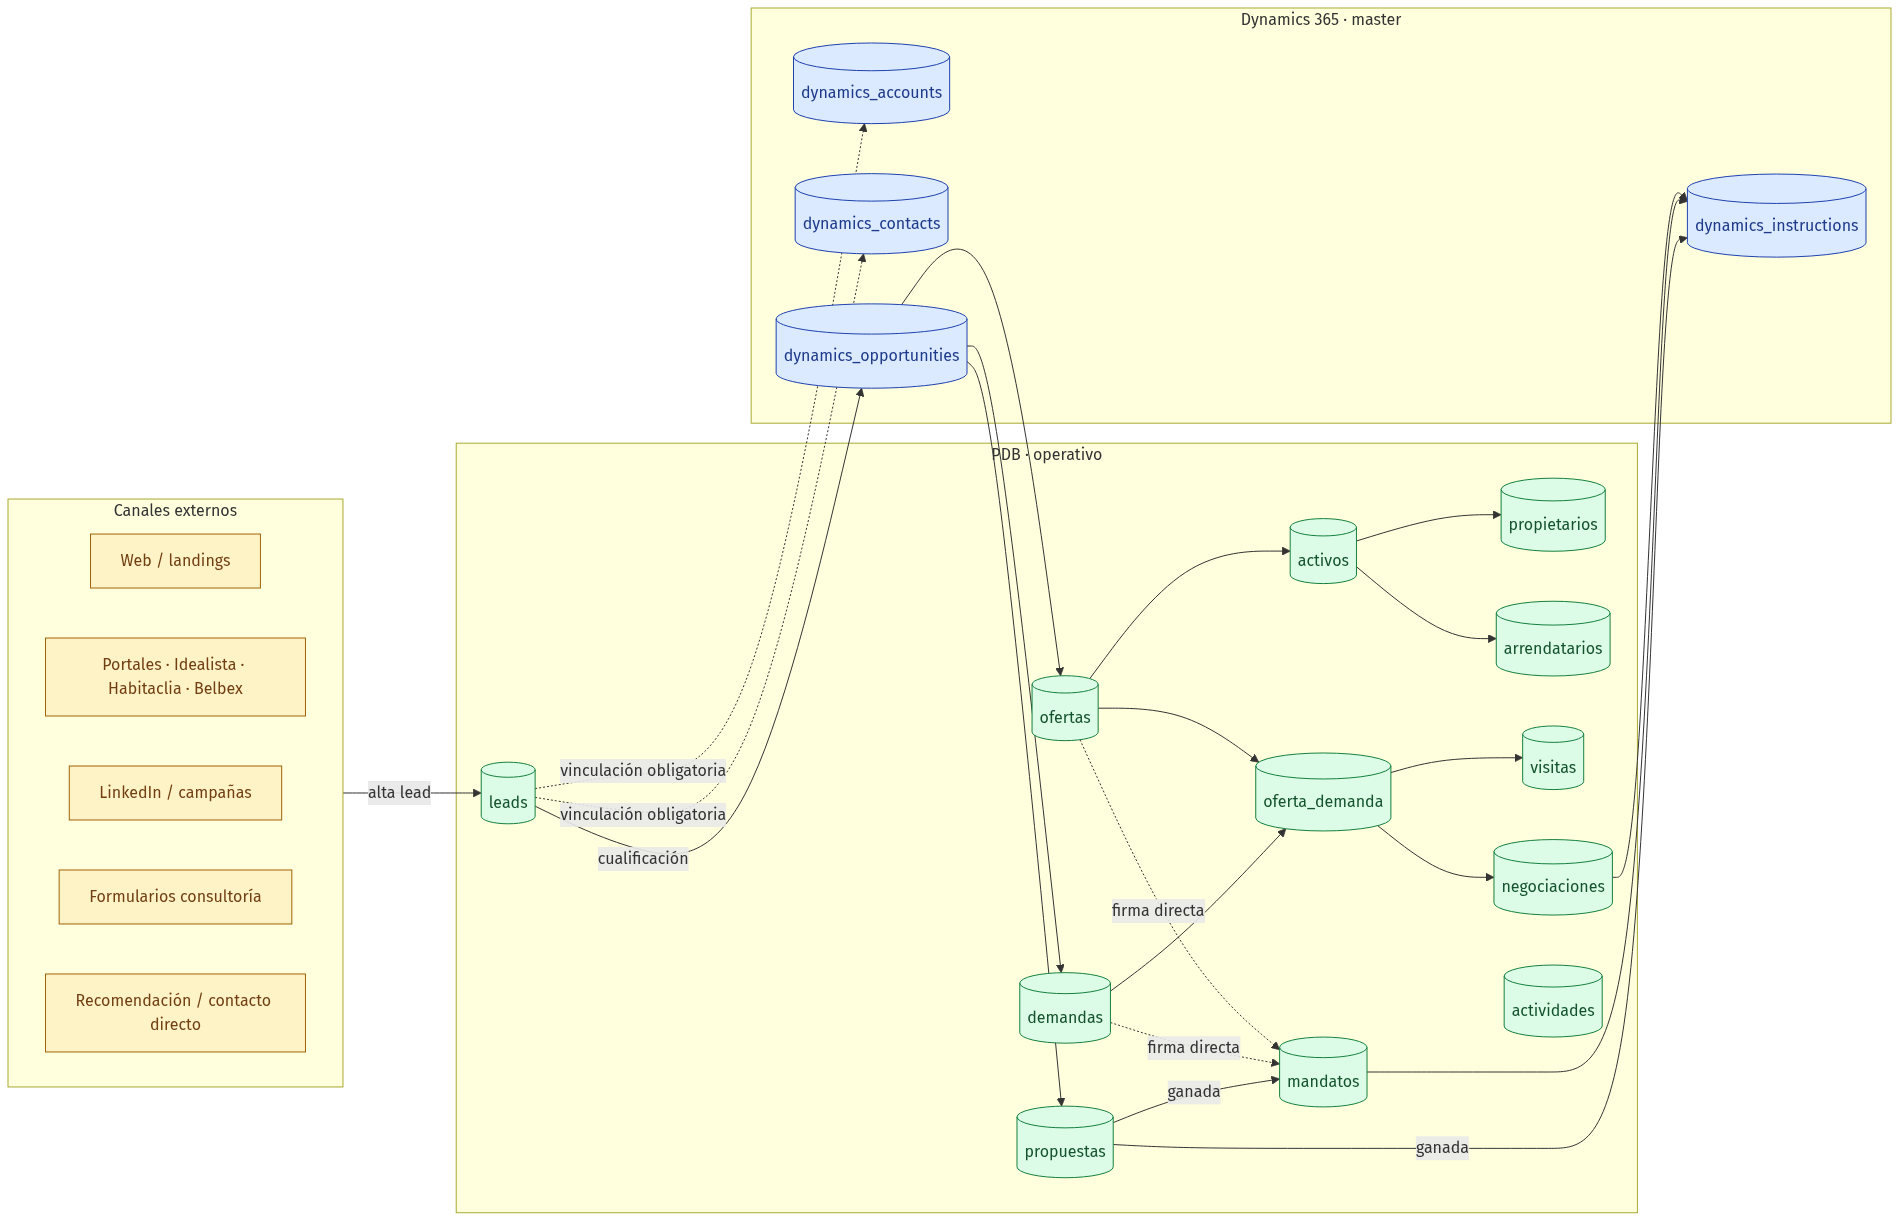 Dynamics 365 · master
dynamics_accounts
dynamics_contacts
dynamics_instructions
dynamics_opportunities
PDB · operativo
Canales externos
Web / landings
Portales · Idealista ·
Habitaclia · Belbex
LinkedIn / campañas
Formularios consultoría
Recomendación / contacto
directo
alta lead
leads
vinculación obligatoria
vinculación obligatoria
cualificación
propietarios
activos
arrendatarios
ofertas
visitas
oferta_demanda
negociaciones
firma directa
actividades
demandas
firma directa
mandatos
ganada
propuestas
ganada